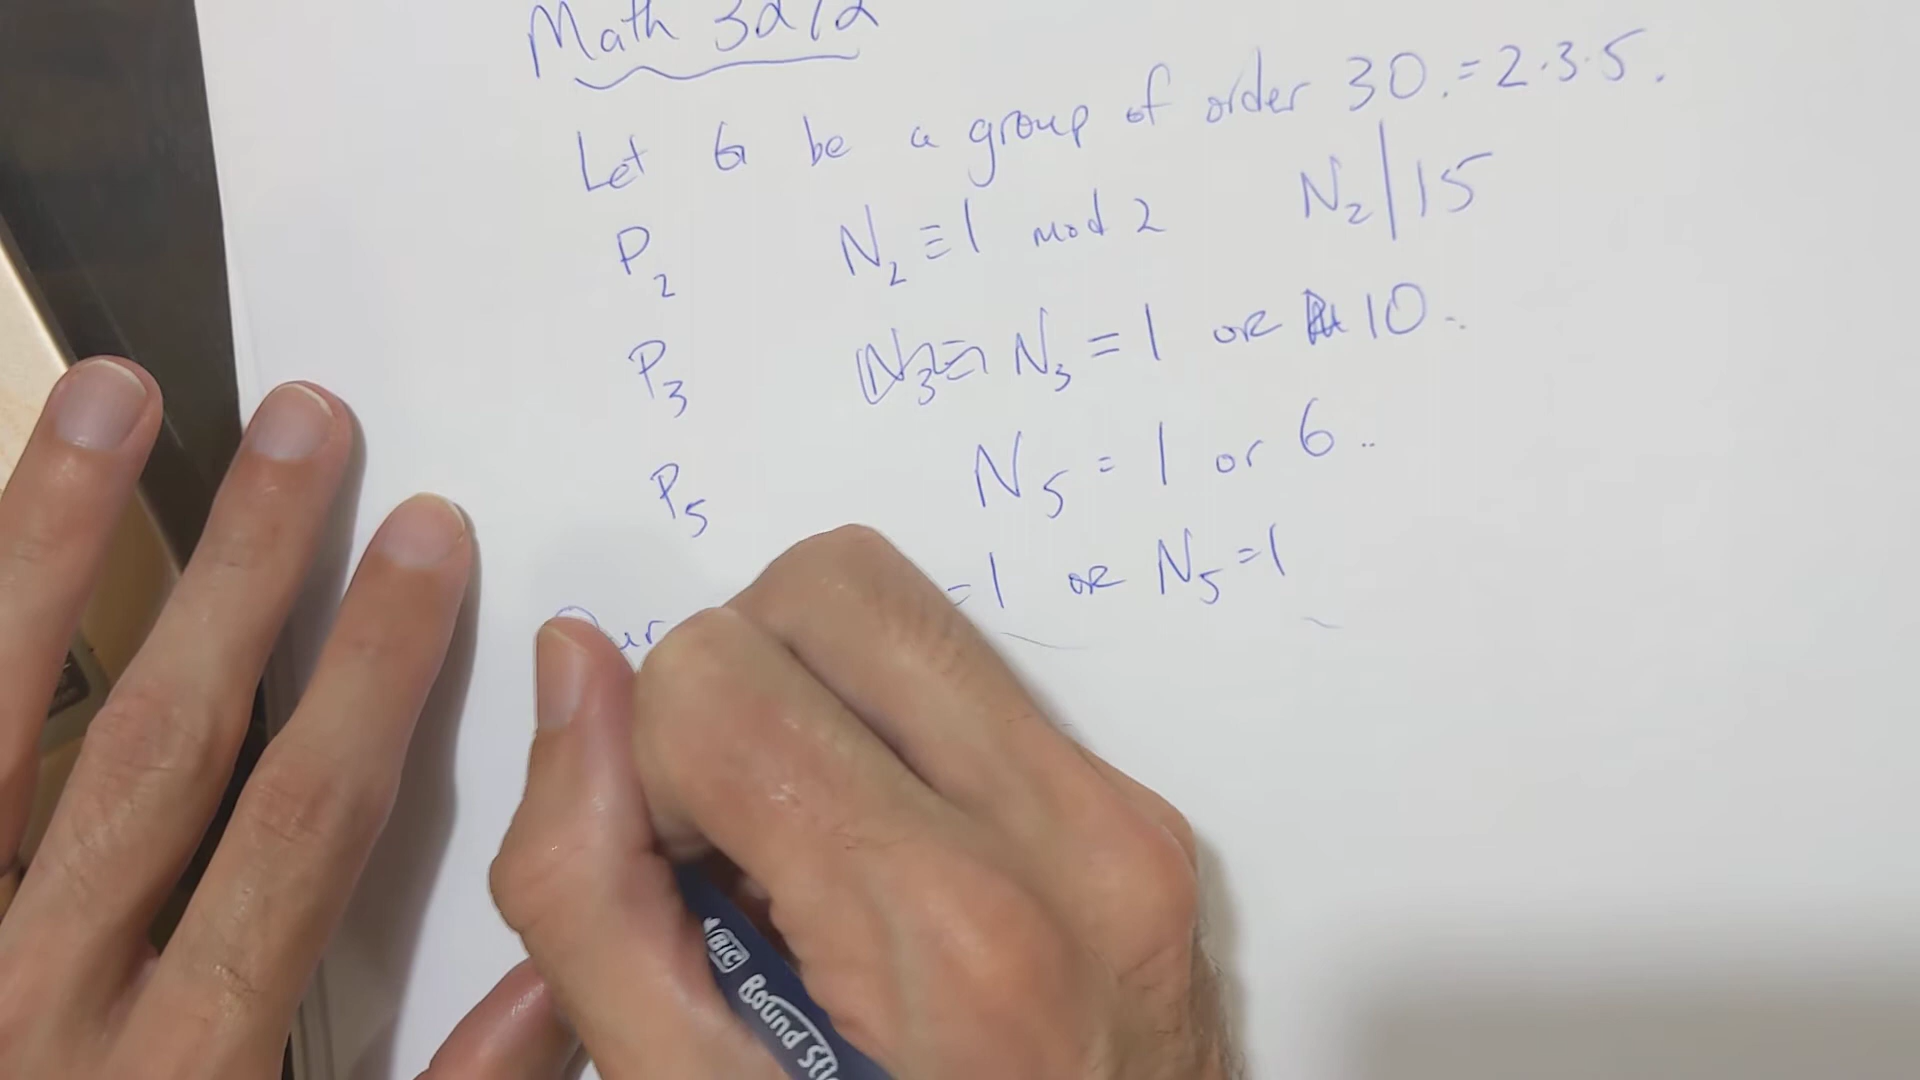 Math
Let G be a group of order 30. = 2·3·5.
P₂ N₂ ≡ 1 mod 2 N₂ | 15
P₃ N₃ = 1 or 10.
P₅ N₅ = 1 or 6..
= 1 or N₅ = 1
BIC Round Stic